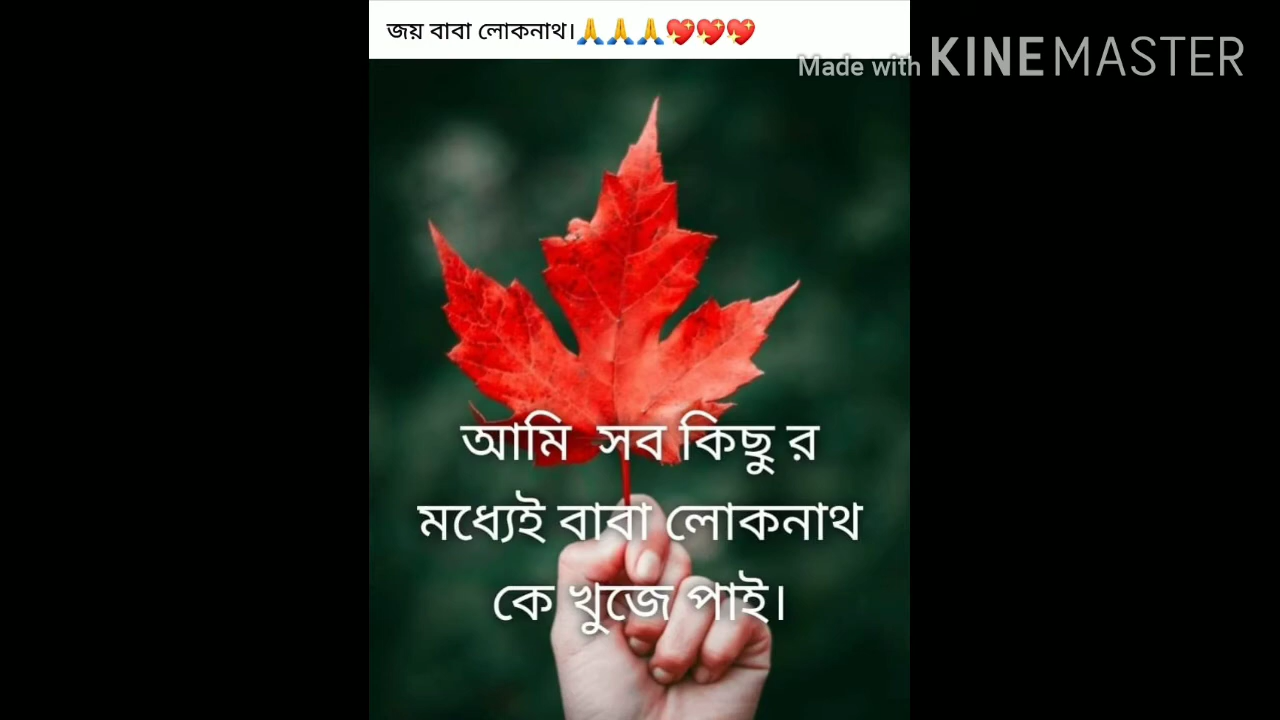 জয় বাবা লোকনাথ।🙏🙏🙏💖💖💖
Made with KINEMASTER
আমি সব কিছু র
মধ্যেই বাবা লোকনাথ
কে খুজে পাই।